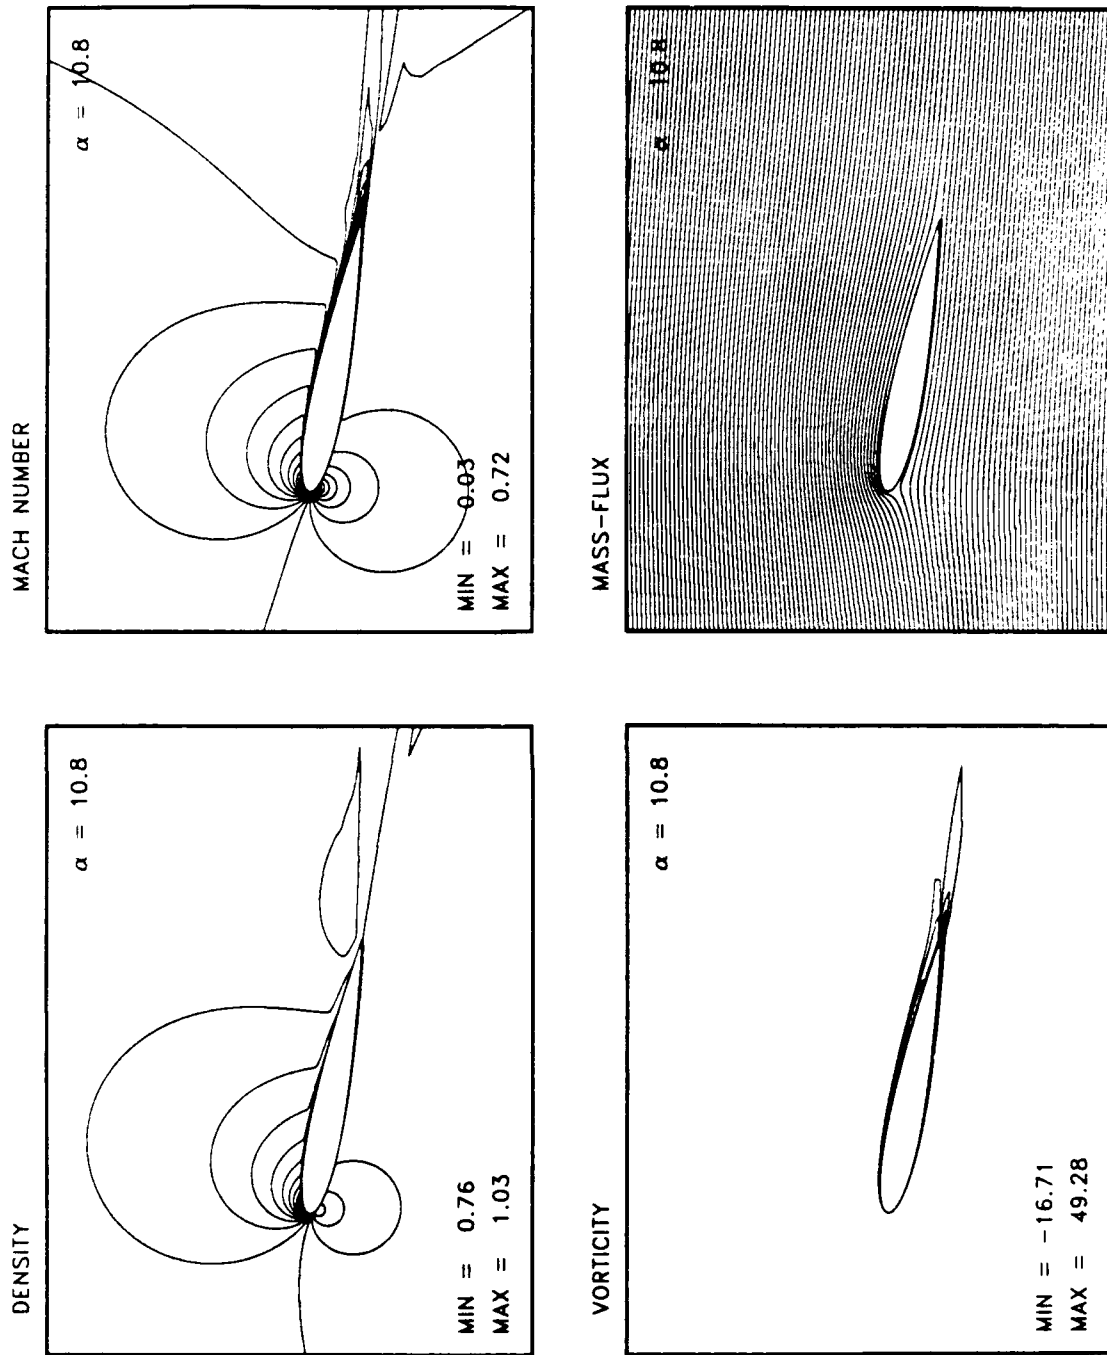 DENSITY
α = 10.8
MIN = 0.76
MAX = 1.03
MACH NUMBER
α = 10.8
MIN = 0.03
MAX = 0.72
VORTICITY
α = 10.8
MIN = -16.71
MAX = 49.28
MASS-FLUX
α = 10.8